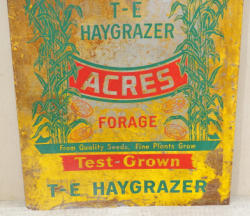 T-E
HAYGRAZER
ACRES
FORAGE
From Quality Seeds, Fine Plants Grow
Test-Grown
T-E HAYGRAZER